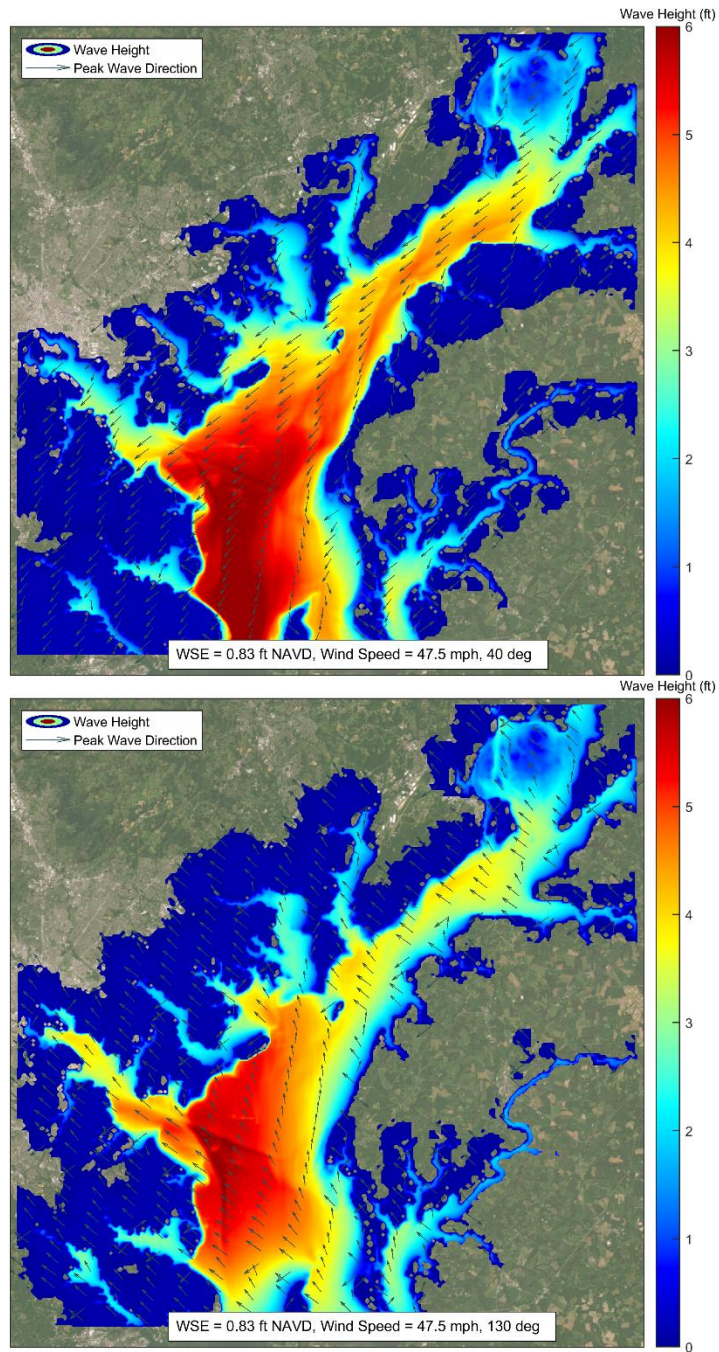 Wave Height (ft)
Wave Height
Peak Wave Direction
6
5
4
3
2
1
0
WSE = 0.83 ft NAVD, Wind Speed = 47.5 mph, 40 deg
Wave Height (ft)
Wave Height
Peak Wave Direction
6
5
4
3
2
1
0
WSE = 0.83 ft NAVD, Wind Speed = 47.5 mph, 130 deg